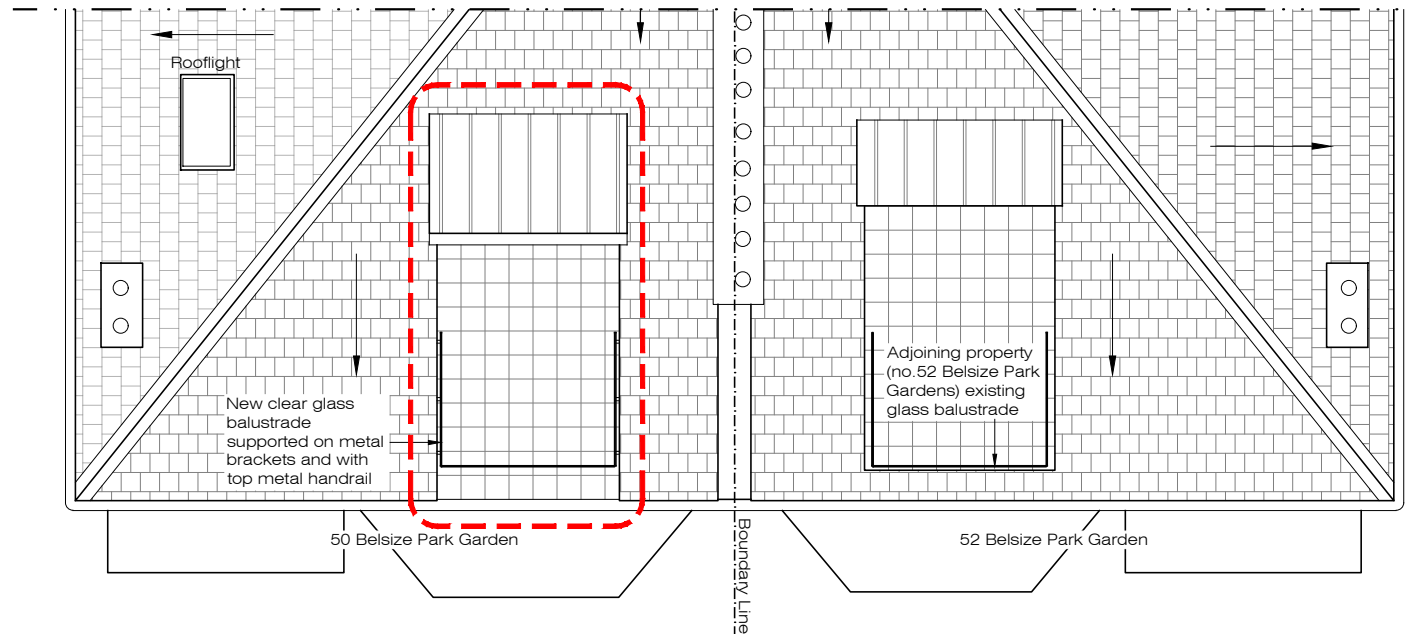 Rooflight
New clear glass
balustrade
supported on metal
brackets and with
top metal handrail
Adjoining property
(no.52 Belsize Park
Gardens) existing
glass balustrade
50 Belsize Park Garden
52 Belsize Park Garden
Boundary Line